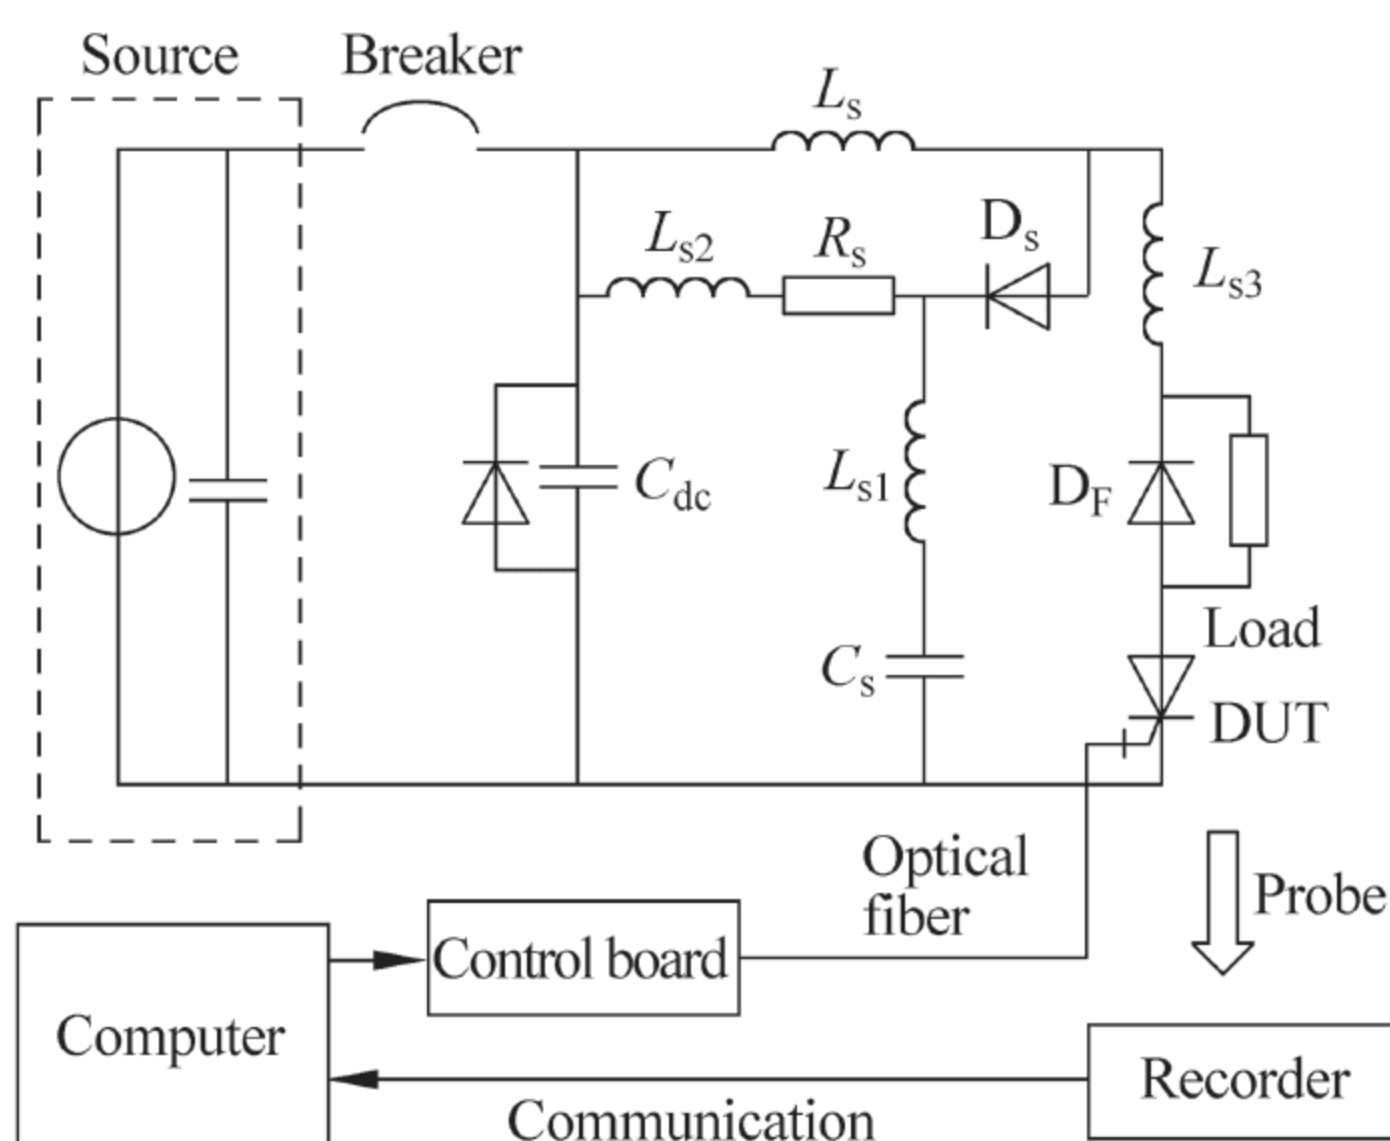 Source
Breaker
Ls
Ls2
Rs
Ds
Ls3
Cdc
Ls1
DF
Cs
Load
DUT
Optical
fiber
Probe
Control board
Computer
Recorder
Communication